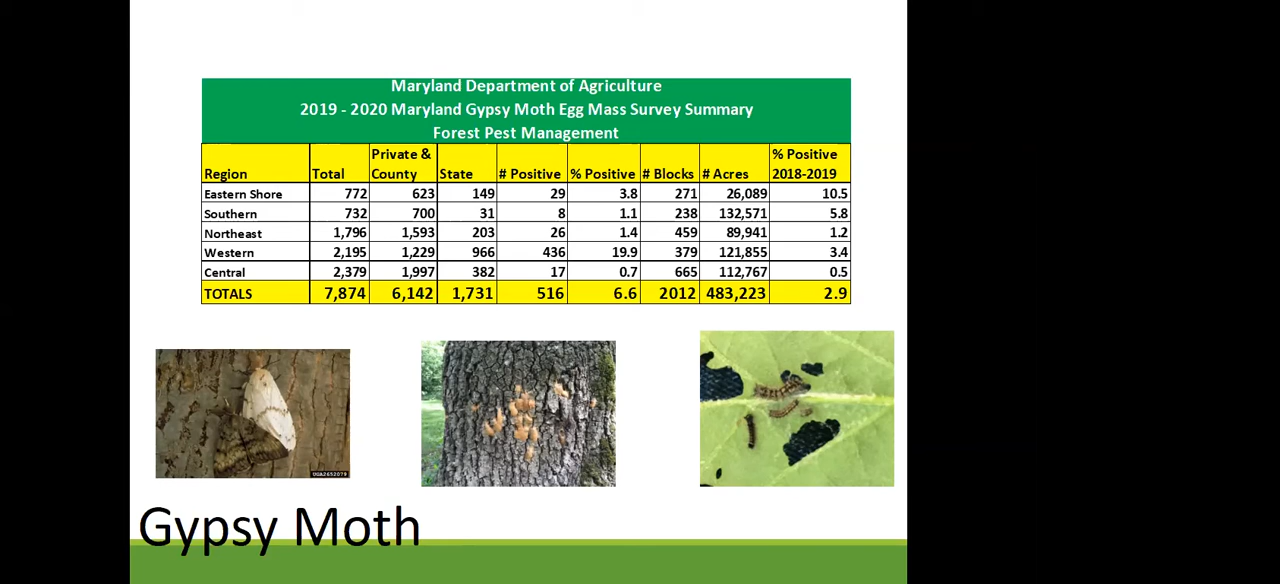 Maryland Department of Agriculture
2019 - 2020 Maryland Gypsy Moth Egg Mass Survey Summary
Forest Pest Management
Region Total Private & County State # Positive % Positive # Blocks # Acres % Positive 2018-2019
Eastern Shore 772 623 149 29 3.8 271 26,089 10.5
Southern 732 700 31 8 1.1 238 132,571 5.8
Northeast 1,796 1,593 203 26 1.4 459 89,941 1.2
Western 2,195 1,229 966 436 19.9 379 121,855 3.4
Central 2,379 1,997 382 17 0.7 665 112,767 0.5
TOTALS 7,874 6,142 1,731 516 6.6 2012 483,223 2.9
UGA2652079
Gypsy Moth